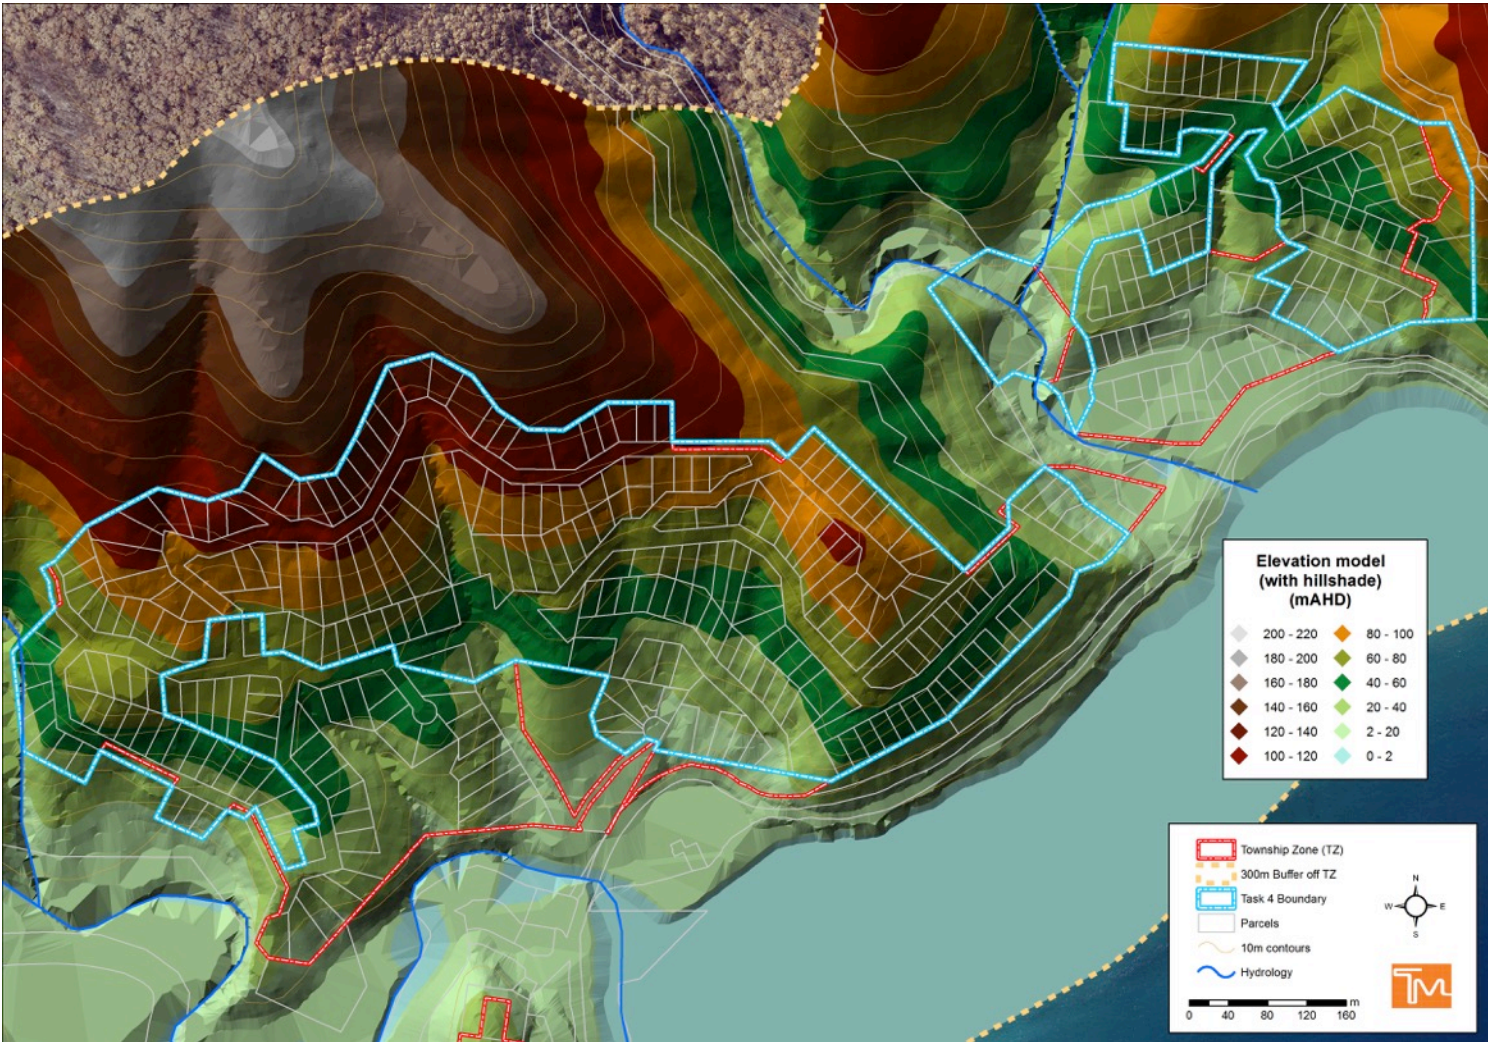 Elevation model
(with hillshade)
(mAHD)
200 - 220
80 - 100
180 - 200
60 - 80
160 - 180
40 - 60
140 - 160
20 - 40
120 - 140
2 - 20
100 - 120
0 - 2
Township Zone (TZ)
300m Buffer off TZ
Task 4 Boundary
Parcels
10m contours
Hydrology
N
W
E
S
TM
m
0 40 80 120 160